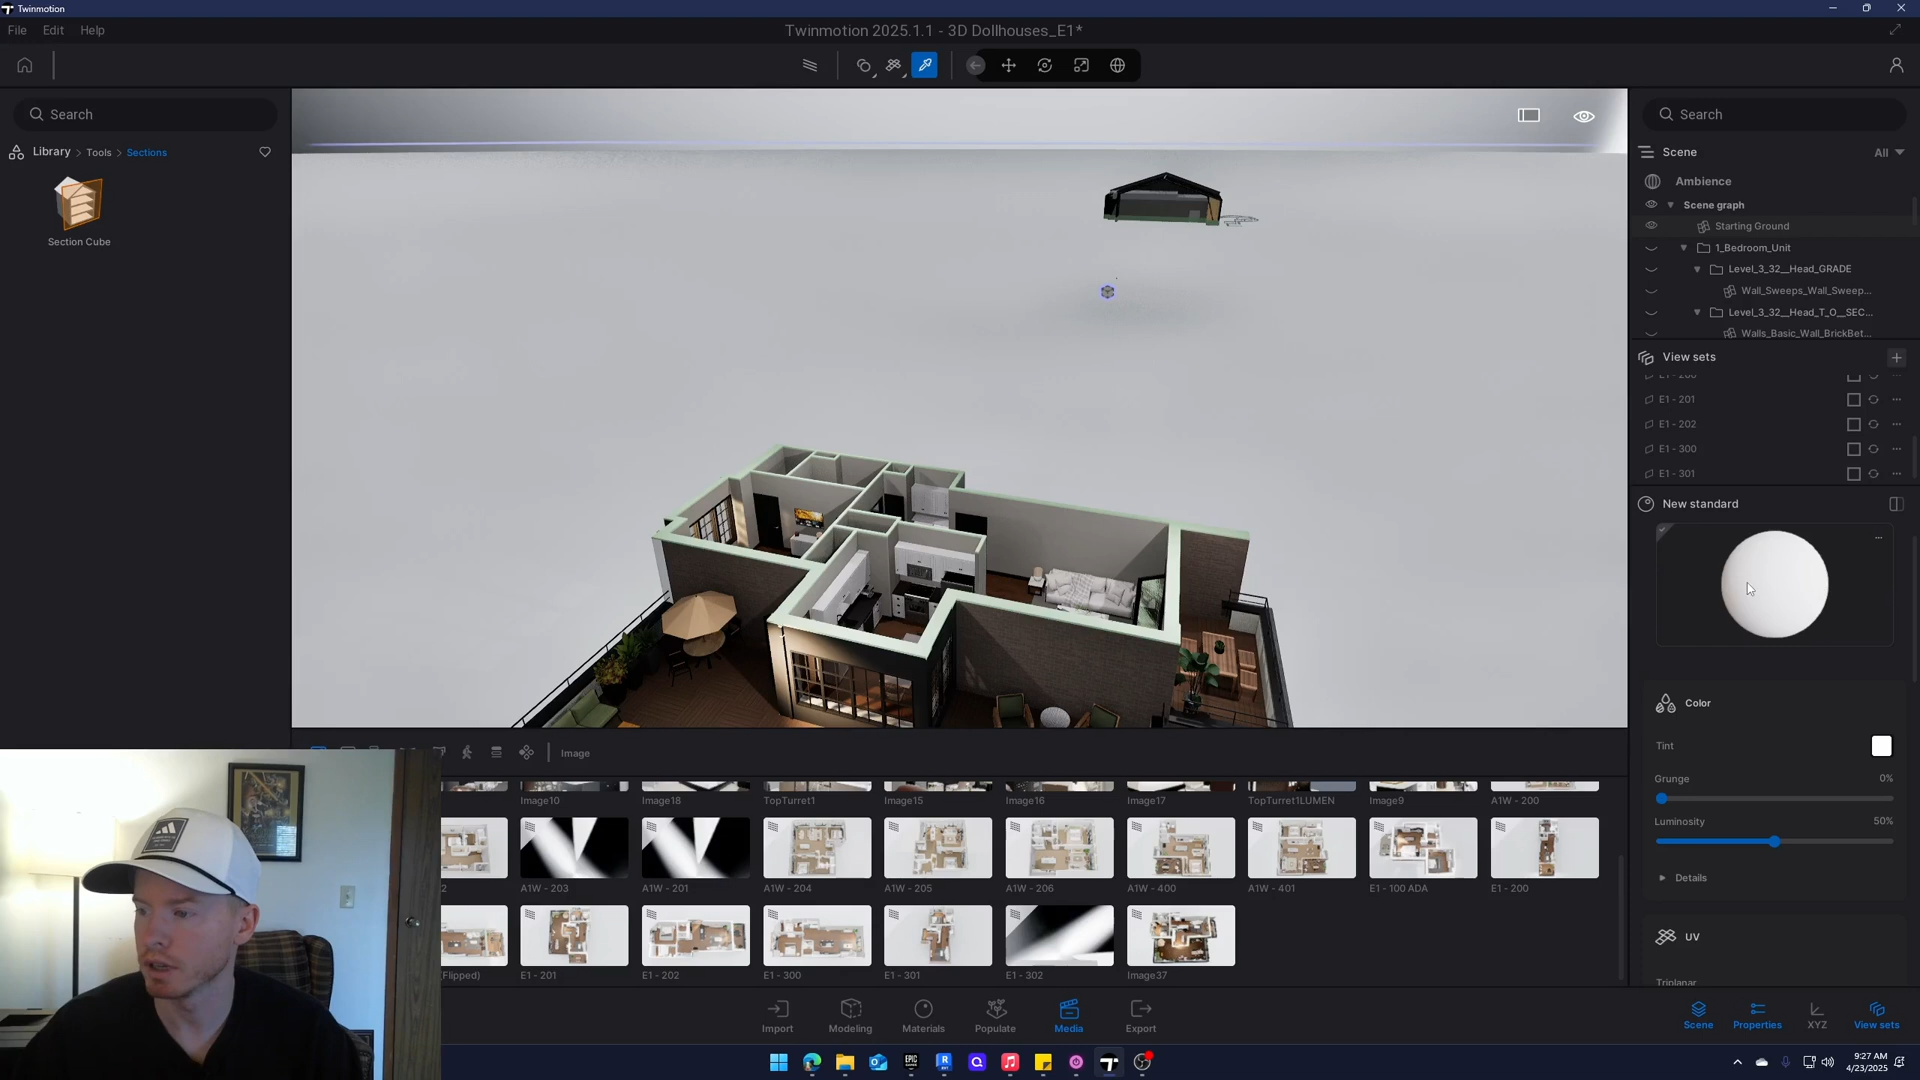 Twinmotion
File Edit Help
Twinmotion 2025.1.1 - 3D Dollhouses_E1*
Search
Library > Tools > Sections
Section Cube
Search
Scene
All
Ambience
Scene graph
Starting Ground
1_Bedroom_Unit
Level_3_32__Head_GRADE
Wall_Sweeps_Wall_Sweep...
Level_3_32__Head_T_O__SEC...
Walls_Basic_Wall_BrickBet...
View sets
E1 - 200
E1 - 201
E1 - 202
E1 - 300
E1 - 301
New standard
Color
Tint
Grunge 0%
Luminosity 50%
Details
UV
Triplanar
Image
Image10 Image18 TopTurret1 Image15 Image16 Image17 TopTurret1LUMEN Image9 A1W - 200
2 A1W - 203 A1W - 201 A1W - 204 A1W - 205 A1W - 206 A1W - 400 A1W - 401 E1 - 100 ADA E1 - 200
(Flipped) E1 - 201 E1 - 202 E1 - 300 E1 - 301 E1 - 302 Image37
Import Modeling Materials Populate Media Export
Scene Properties XYZ View sets
EPIC
R
9:27 AM
4/23/2025